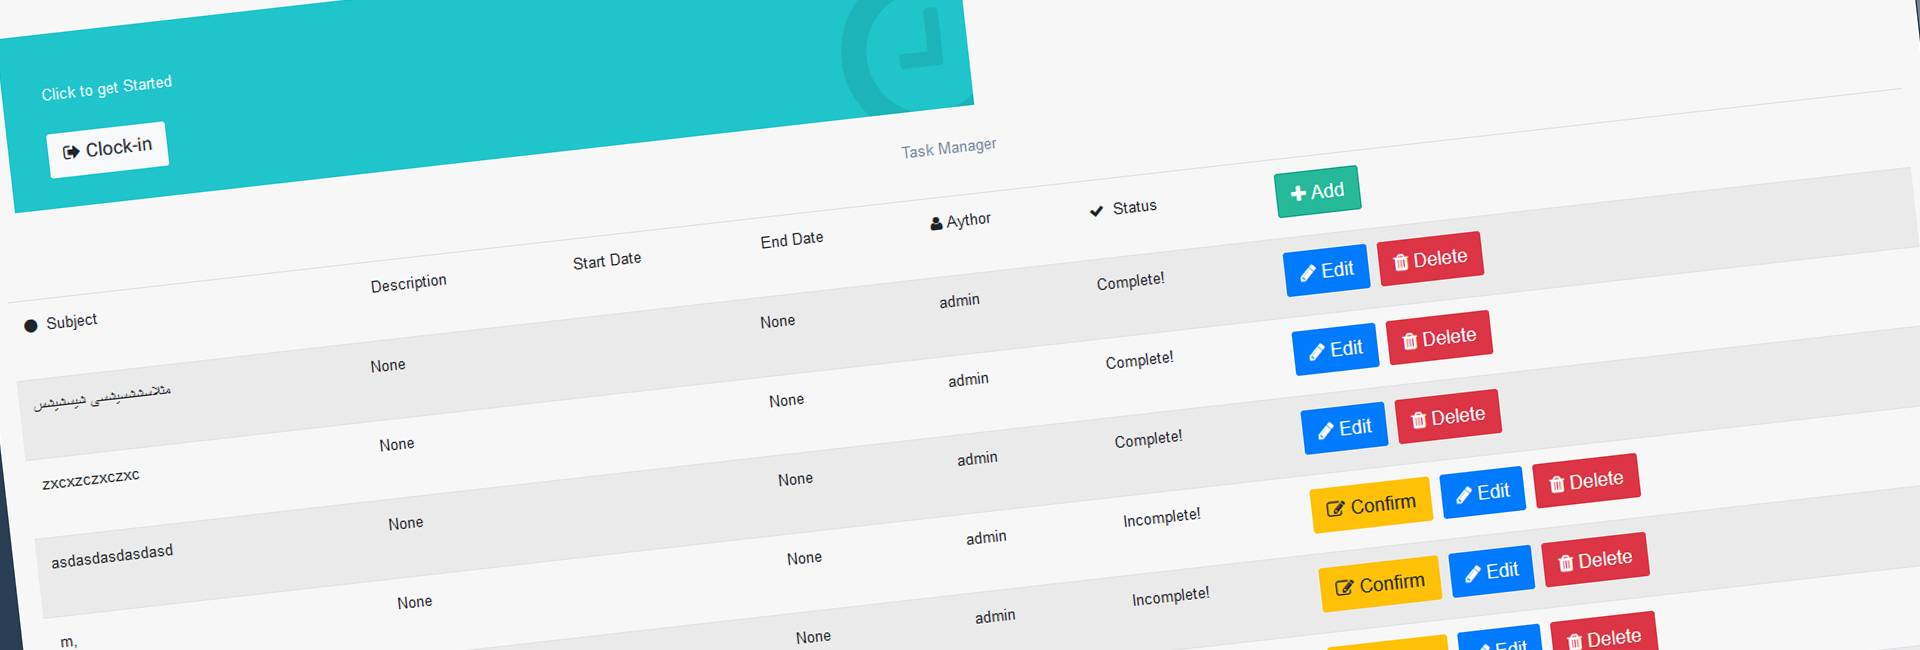 Click to get Started
Clock-in
Task Manager
Subject Description Start Date End Date Aythor Status Add
None None admin Complete! Edit Delete
zxcxzczxczxc None None admin Complete! Edit Delete
asdasdasdasdasd None None admin Complete! Edit Delete
m, None None admin Incomplete! Confirm Edit Delete
None admin Incomplete! Confirm Edit Delete
Edit Delete